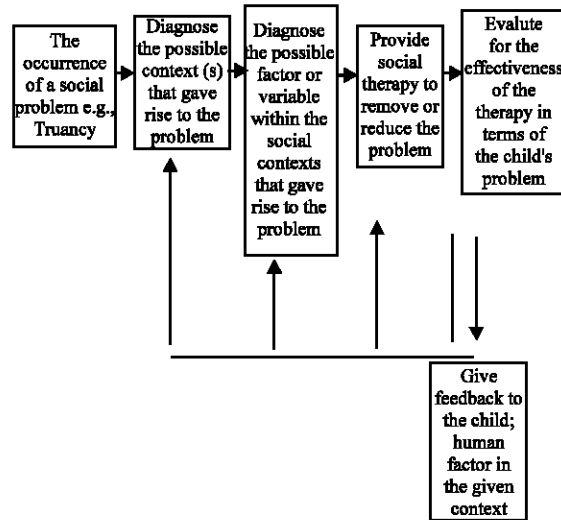 The
occurrence
of a social
problem e.g.,
Truancy
Diagnose
the possible
context (s)
that gave
rise to the
problem
Diagnose
the possible
factor or
variable
within the
social
contexts
that gave
rise to the
problem
Provide
social
therapy to
remove or
reduce the
problem
Evalute
for the
effectiveness
of the
therapy in
terms of
the child's
problem
Give
feedback to
the child;
human
factor in
the given
context